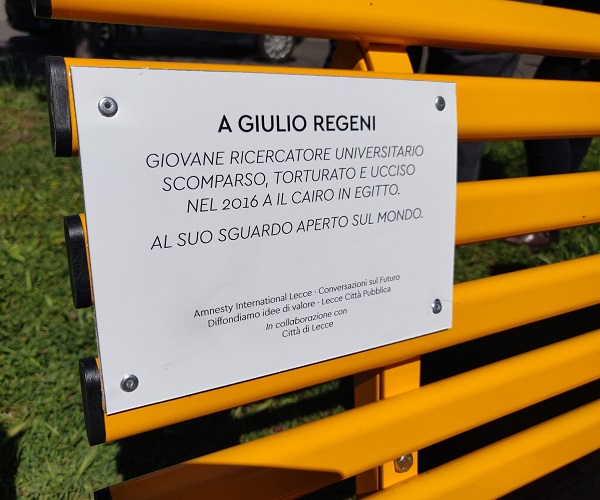 A GIULIO REGENI
GIOVANE RICERCATORE UNIVERSITARIO
SCOMPARSO, TORTURATO E UCCISO
NEL 2016 A IL CAIRO IN EGITTO.
AL SUO SGUARDO APERTO SUL MONDO.
Amnesty International Lecce · Conversazioni sul Futuro
Diffondiamo idee di valore · Lecce Città Pubblica
In collaborazione con
Città di Lecce